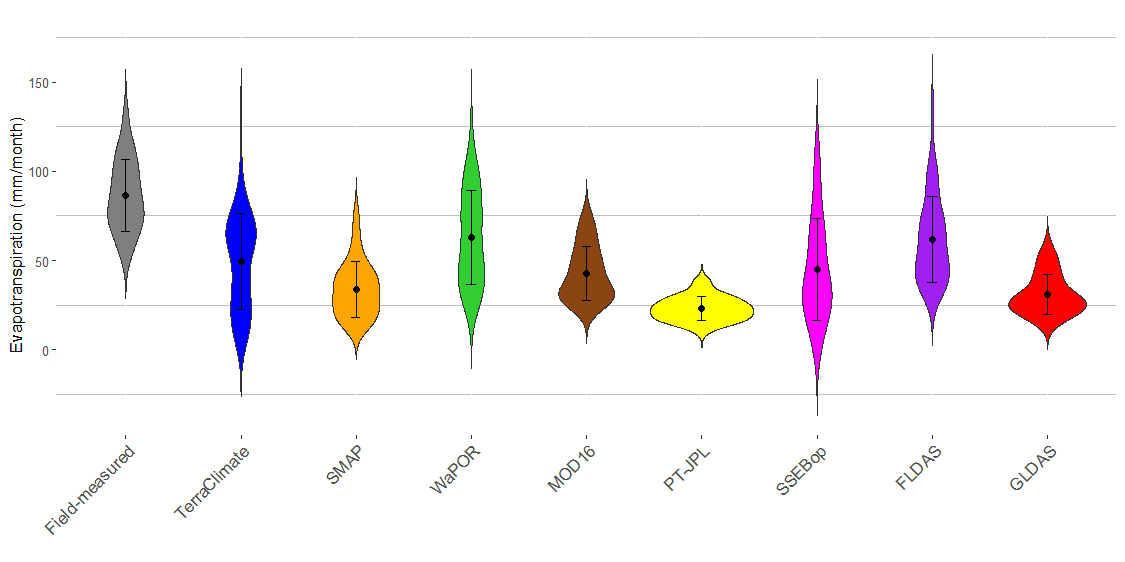 Evapotranspiration (mm/month)
150
100
50
0
Field-measured
TerraClimate
SMAP
WaPOR
MOD16
PT-JPL
SSEBop
FLDAS
GLDAS